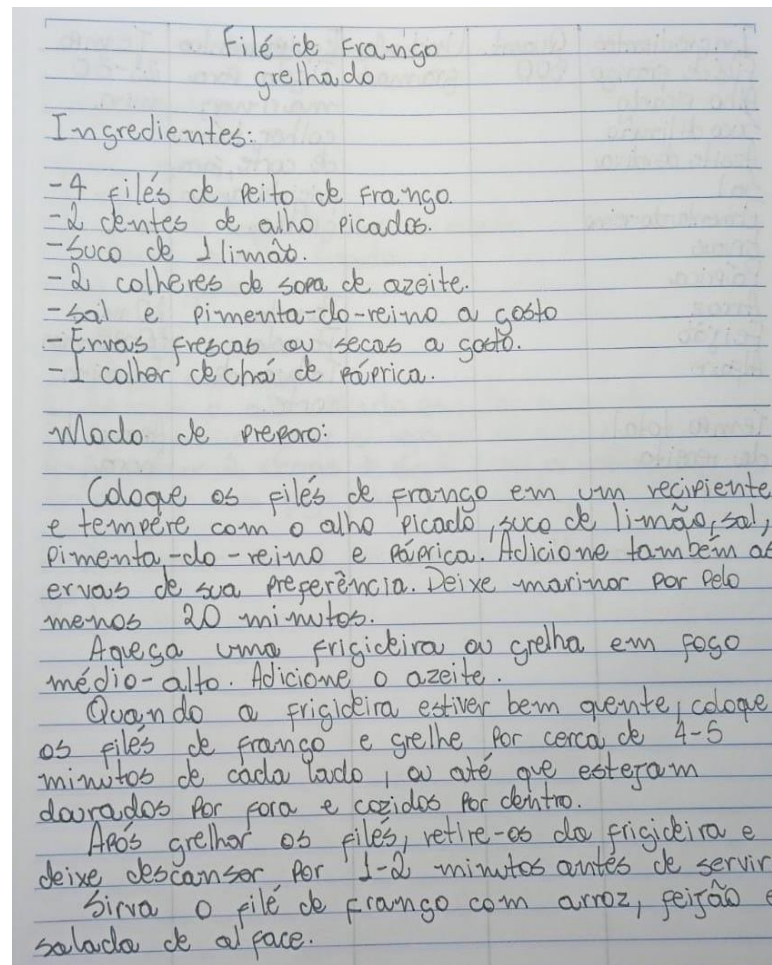 Filé de Frango
grelhado
Ingredientes:
-4 filés de peito de frango.
-2 dentes de alho picados.
-Suco de 1 limão.
-2 colheres de sopa de azeite.
-sal e pimenta-do-reino a gosto
-Ervas frescas ou secas a gosto.
-1 colher de chá de páprica.
Modo de preparo:
Coloque os filés de frango em um recipiente
e tempére com o alho picado, suco de limão, sal,
pimenta-do-reino e páprica. Adicione também as
ervas de sua preferência. Deixe marinar por pelo
menos 20 minutos.
Aqueça uma frigideira ou grelha em fogo
médio-alto. Adicione o azeite.
Quando a frigideira estiver bem quente, coloque
os filés de frango e grelhe por cerca de 4-5
minutos de cada lado, ou até que estejam
dourados por fora e cozidos por dentro.
Após grelhar os filés, retire-os da frigideira e
deixe descansar por 1-2 minutos antes de servir
Sirva o filé de frango com arroz, feijão e
salada de alface.